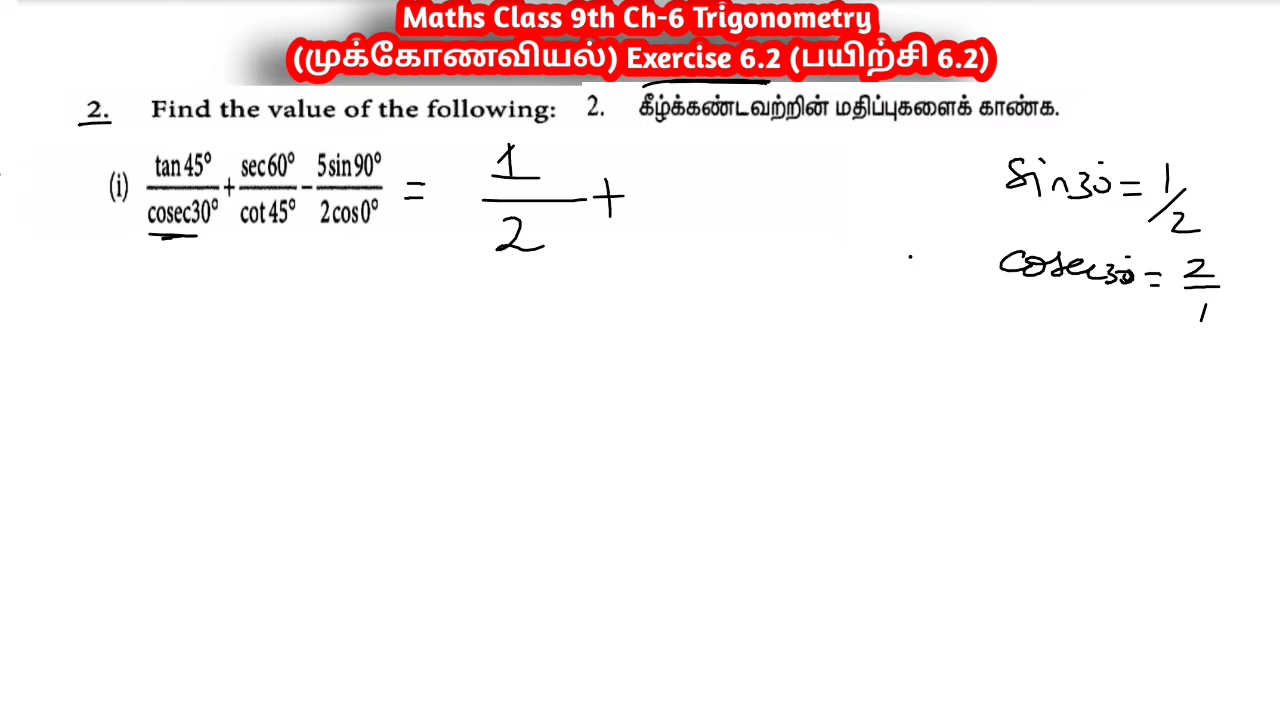 Maths Class 9th Ch-6 Trigonometry
(முக்கோணவியல்) Exercise 6.2 (பயிற்சி 6.2)
2. Find the value of the following: 2. கீழ்க்கண்டவற்றின் மதிப்புகளைக் காண்க.
(i) tan 45°/cosec30° + sec60°/cot 45° − 5 sin 90°/2 cos 0° = 1/2 +
sin30° = 1/2
cosec30° = 2/1